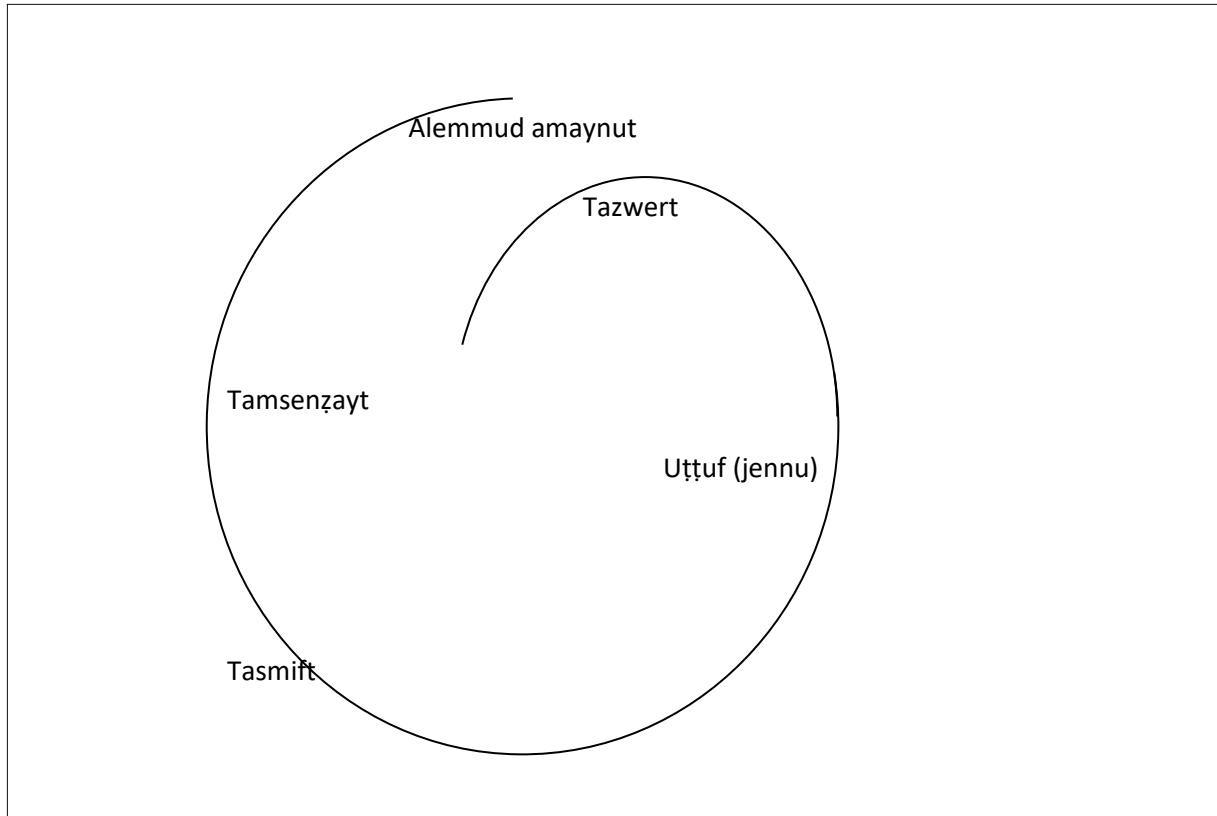 Alemmud amaynut
Tazwert
Tamsenẓayt
Uṭṭuf (jennu)
Tasmift